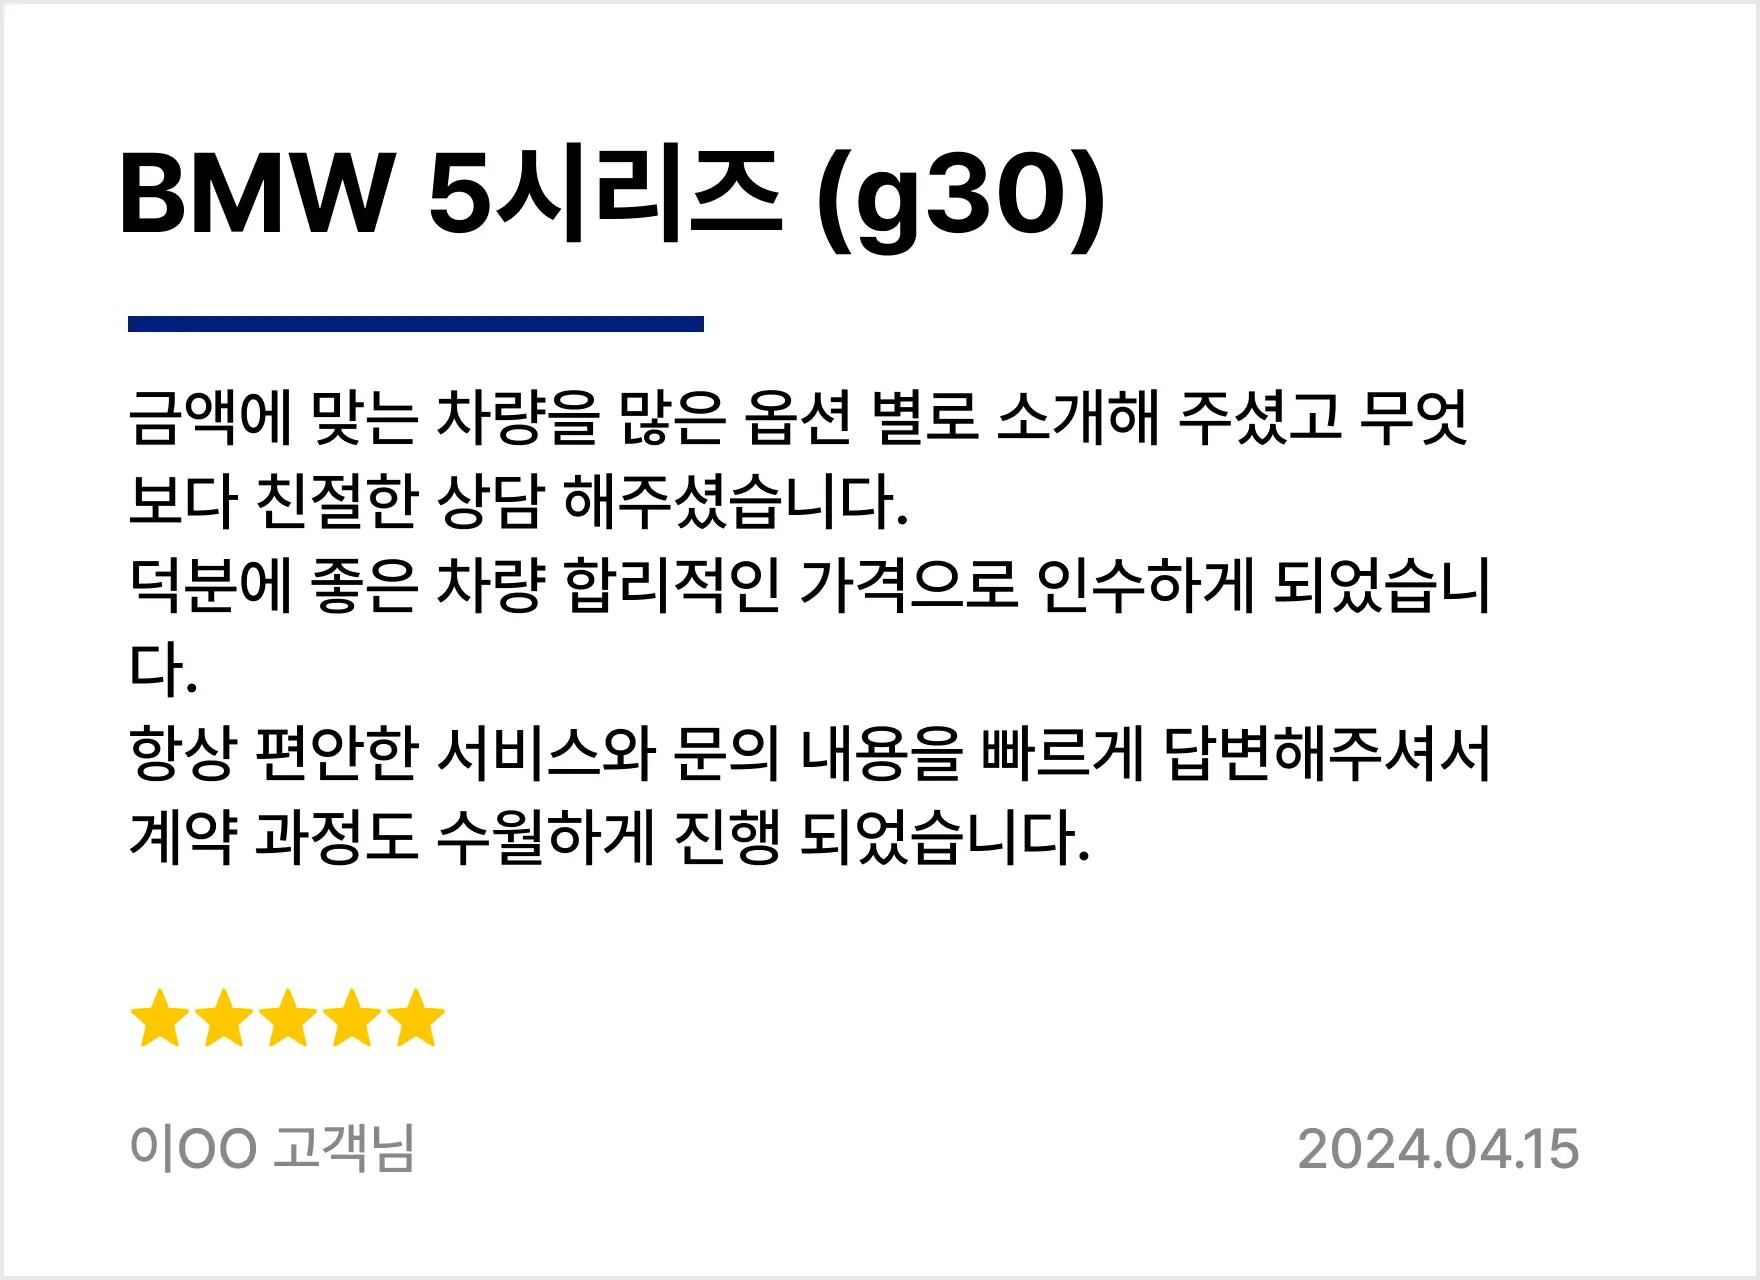 BMW 5시리즈 (g30)
금액에 맞는 차량을 많은 옵션 별로 소개해 주셨고 무엇
보다 친절한 상담 해주셨습니다.
덕분에 좋은 차량 합리적인 가격으로 인수하게 되었습니
다.
항상 편안한 서비스와 문의 내용을 빠르게 답변해주셔서
계약 과정도 수월하게 진행 되었습니다.
이OO 고객님
2024.04.15